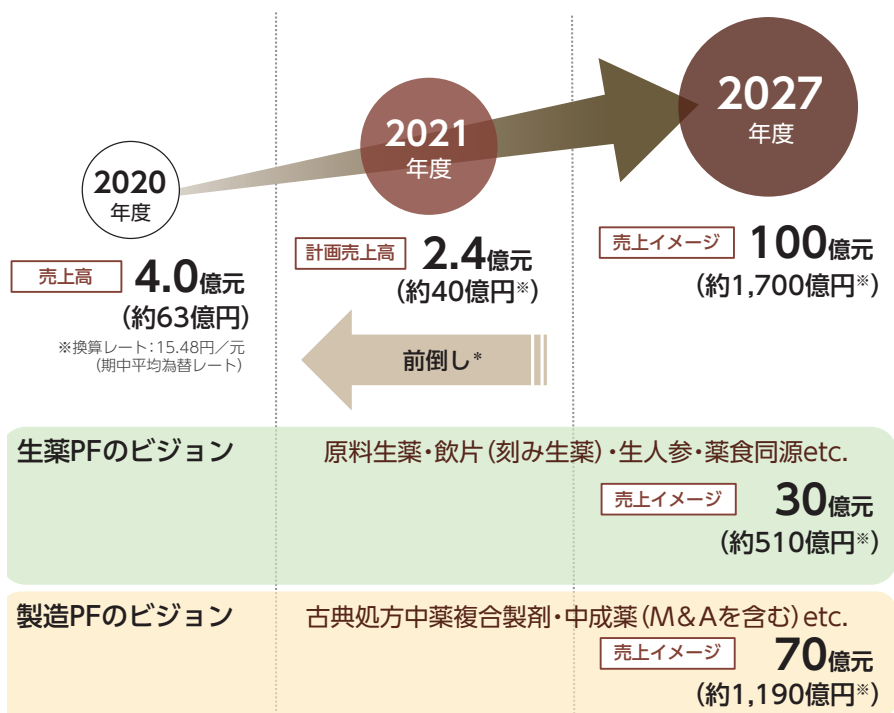 2020
年度
2021
年度
2027
年度
売上高 4.0億元
(約63億円)
※換算レート：15.48円／元
(期中平均為替レート)
計画売上高 2.4億元
(約40億円※)
売上イメージ 100億元
(約1,700億円※)
前倒し*
生薬PFのビジョン 原料生薬・飲片(刻み生薬)・生人参・薬食同源etc.
売上イメージ 30億元
(約510億円※)
製造PFのビジョン 古典処方中薬複合製剤・中成薬(M&Aを含む)etc.
売上イメージ 70億元
(約1,190億円※)